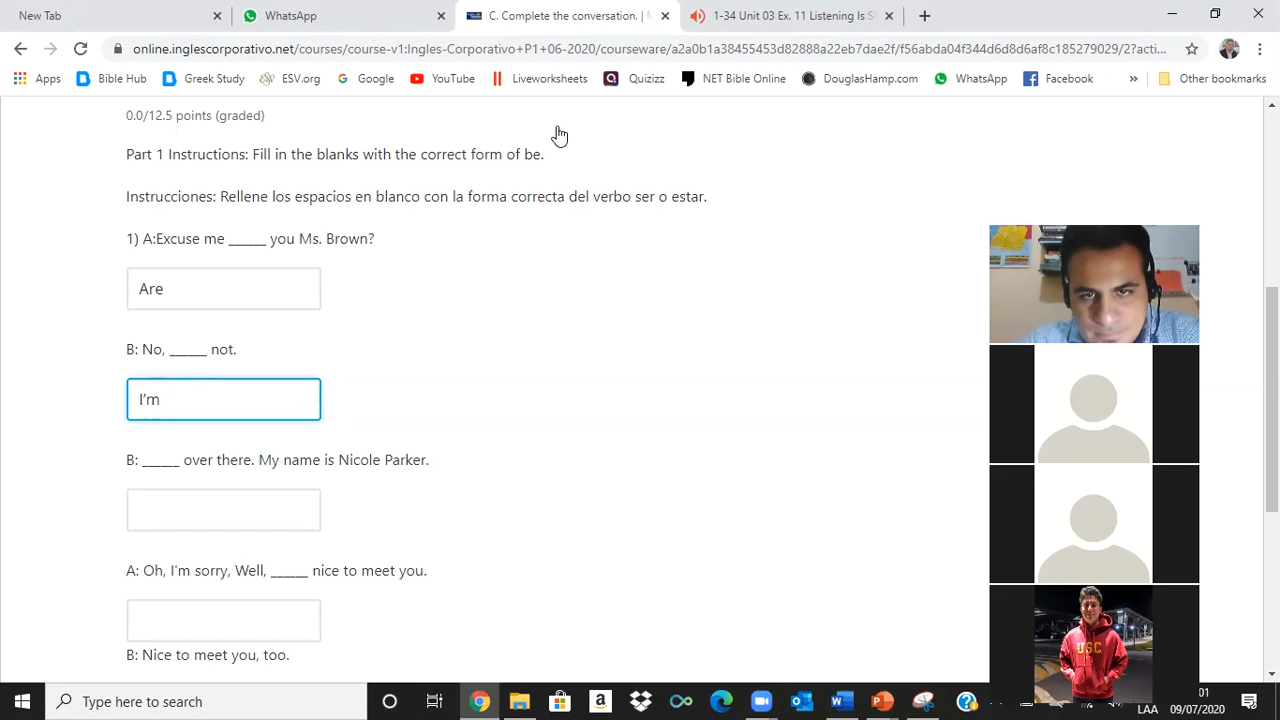 New Tab
WhatsApp
C. Complete the conversation. |
1-34 Unit 03 Ex. 11 Listening Is S
online.inglescorporativo.net/courses/course-v1:Ingles-Corporativo+P1+06-2020/courseware/a2a0b1a38455453d82888a22eb7dae2f/f56abda04f344d6d8d6af8c185279029/2?acti...
Apps Bible Hub Greek Study ESV.org Google YouTube Liveworksheets Quizizz NET Bible Online DouglasHamp.com WhatsApp Facebook » Other bookmarks
0.0/12.5 points (graded)
Part 1 Instructions: Fill in the blanks with the correct form of be.
Instrucciones: Rellene los espacios en blanco con la forma correcta del verbo ser o estar.
1) A:Excuse me ______ you Ms. Brown?
Are
B: No, ______ not.
I'm
B: ______ over there. My name is Nicole Parker.
A: Oh, I'm sorry, Well, ______ nice to meet you.
B: Nice to meet you, too.
USC
Type here to search
01
LAA 09/07/2020